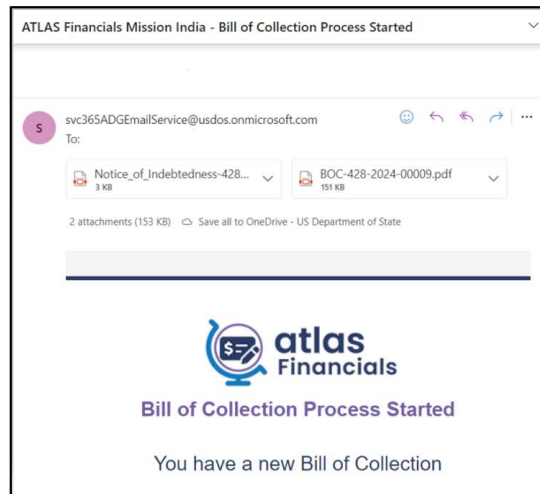 ATLAS Financials Mission India - Bill of Collection Process Started
S
svc365ADGEmailService@usdos.onmicrosoft.com
To:
Notice_of_Indebtedness-428...
3 KB
BOC-428-2024-00009.pdf
151 KB
2 attachments (153 KB) Save all to OneDrive - US Department of State
atlas
Financials
Bill of Collection Process Started
You have a new Bill of Collection